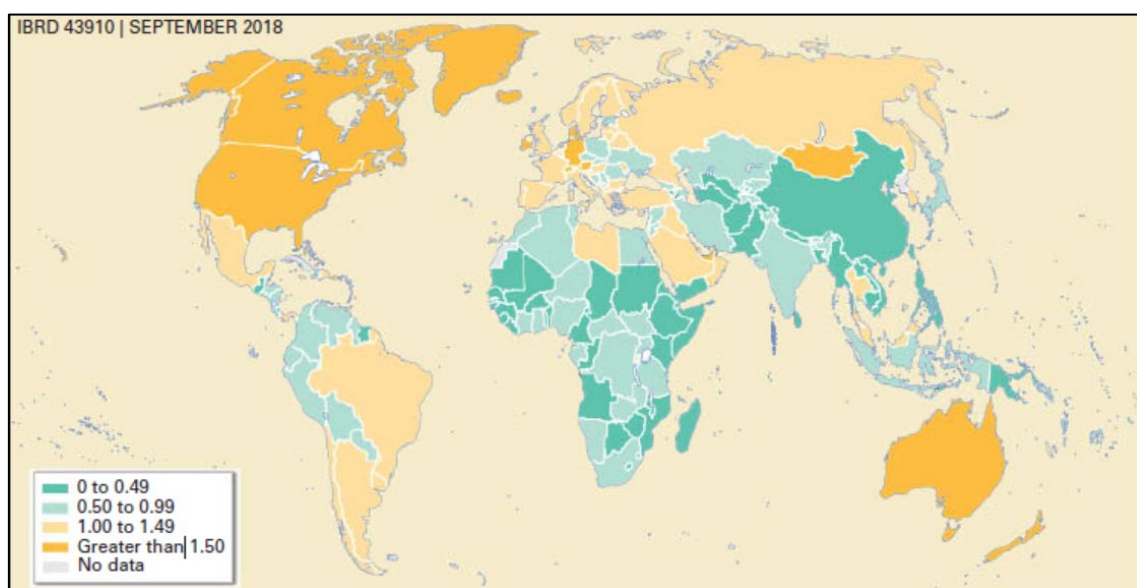 IBRD 43910 | SEPTEMBER 2018
0 to 0.49
0.50 to 0.99
1.00 to 1.49
Greater than 1.50
No data